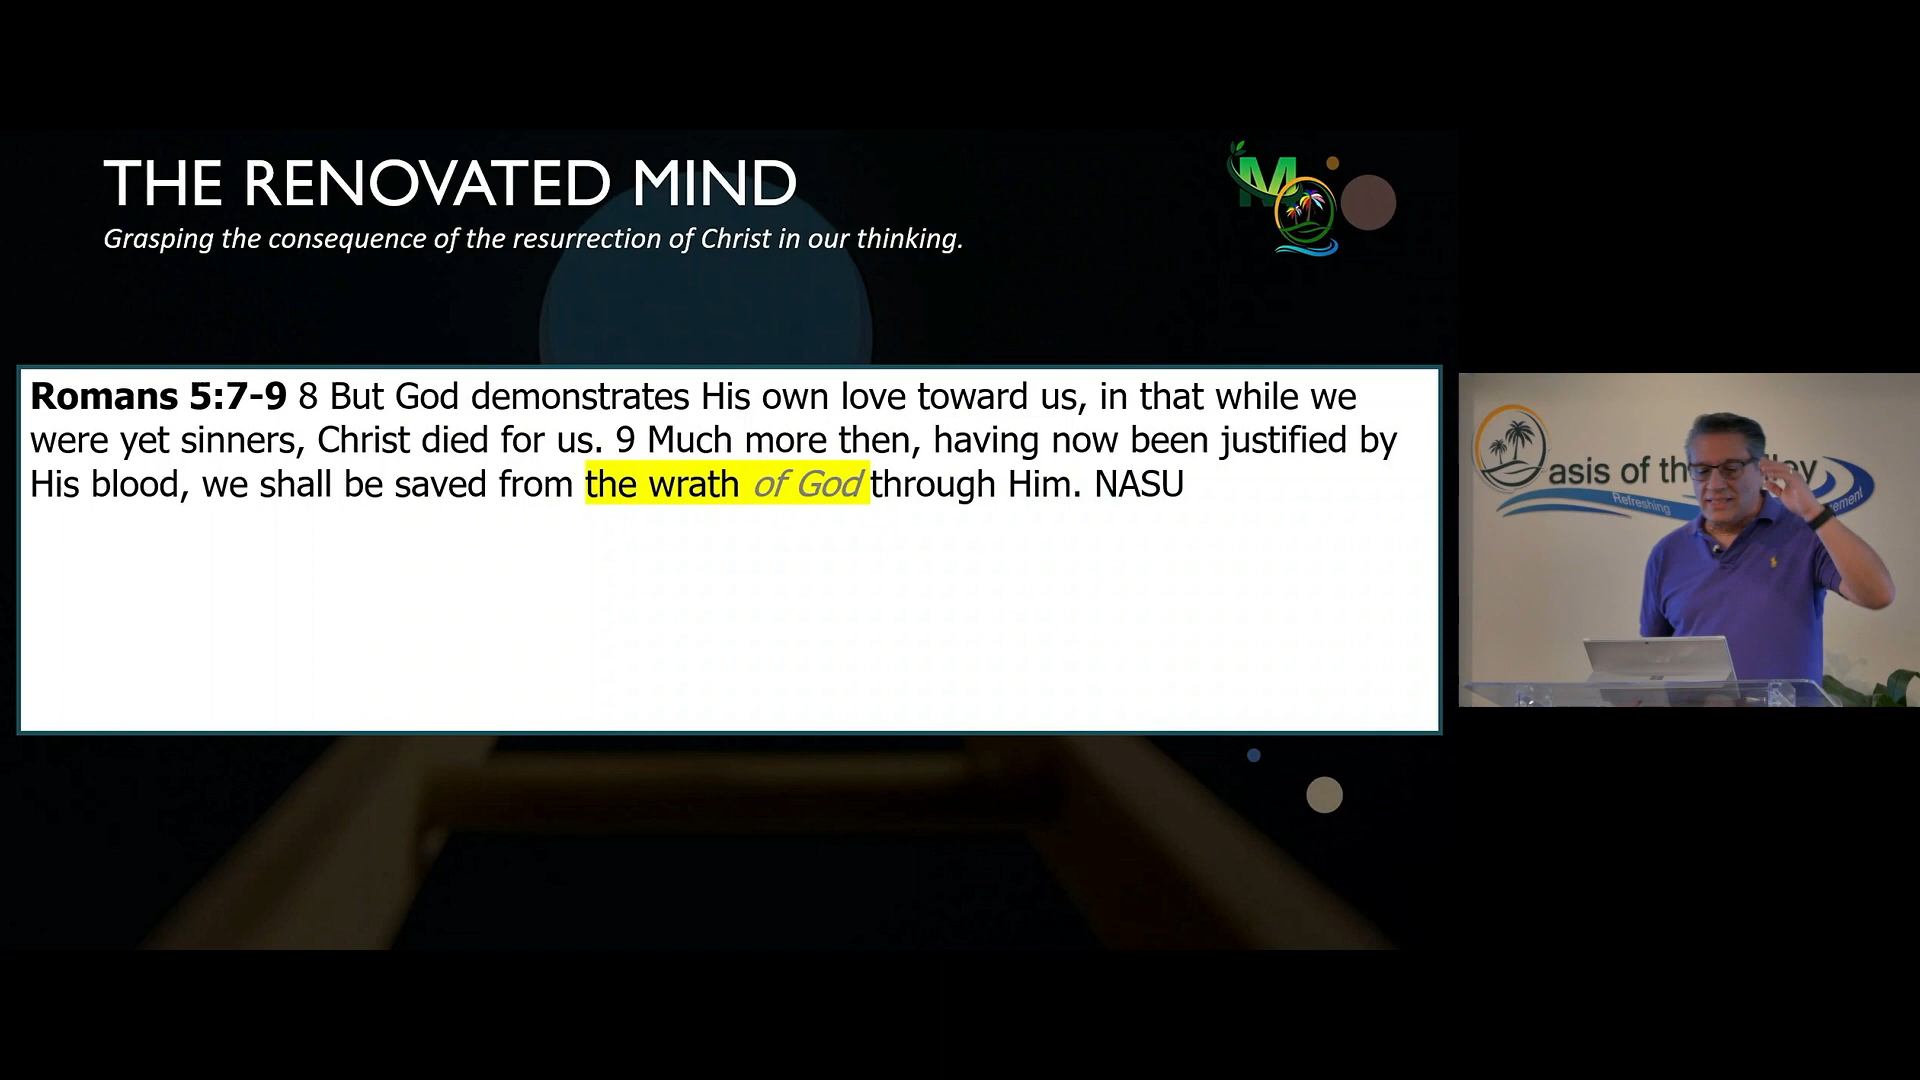 THE RENOVATED MIND
Grasping the consequence of the resurrection of Christ in our thinking.
M
Romans 5:7-9 8 But God demonstrates His own love toward us, in that while we
were yet sinners, Christ died for us. 9 Much more then, having now been justified by
His blood, we shall be saved from the wrath of God through Him. NASU
asis of th
Refreshing